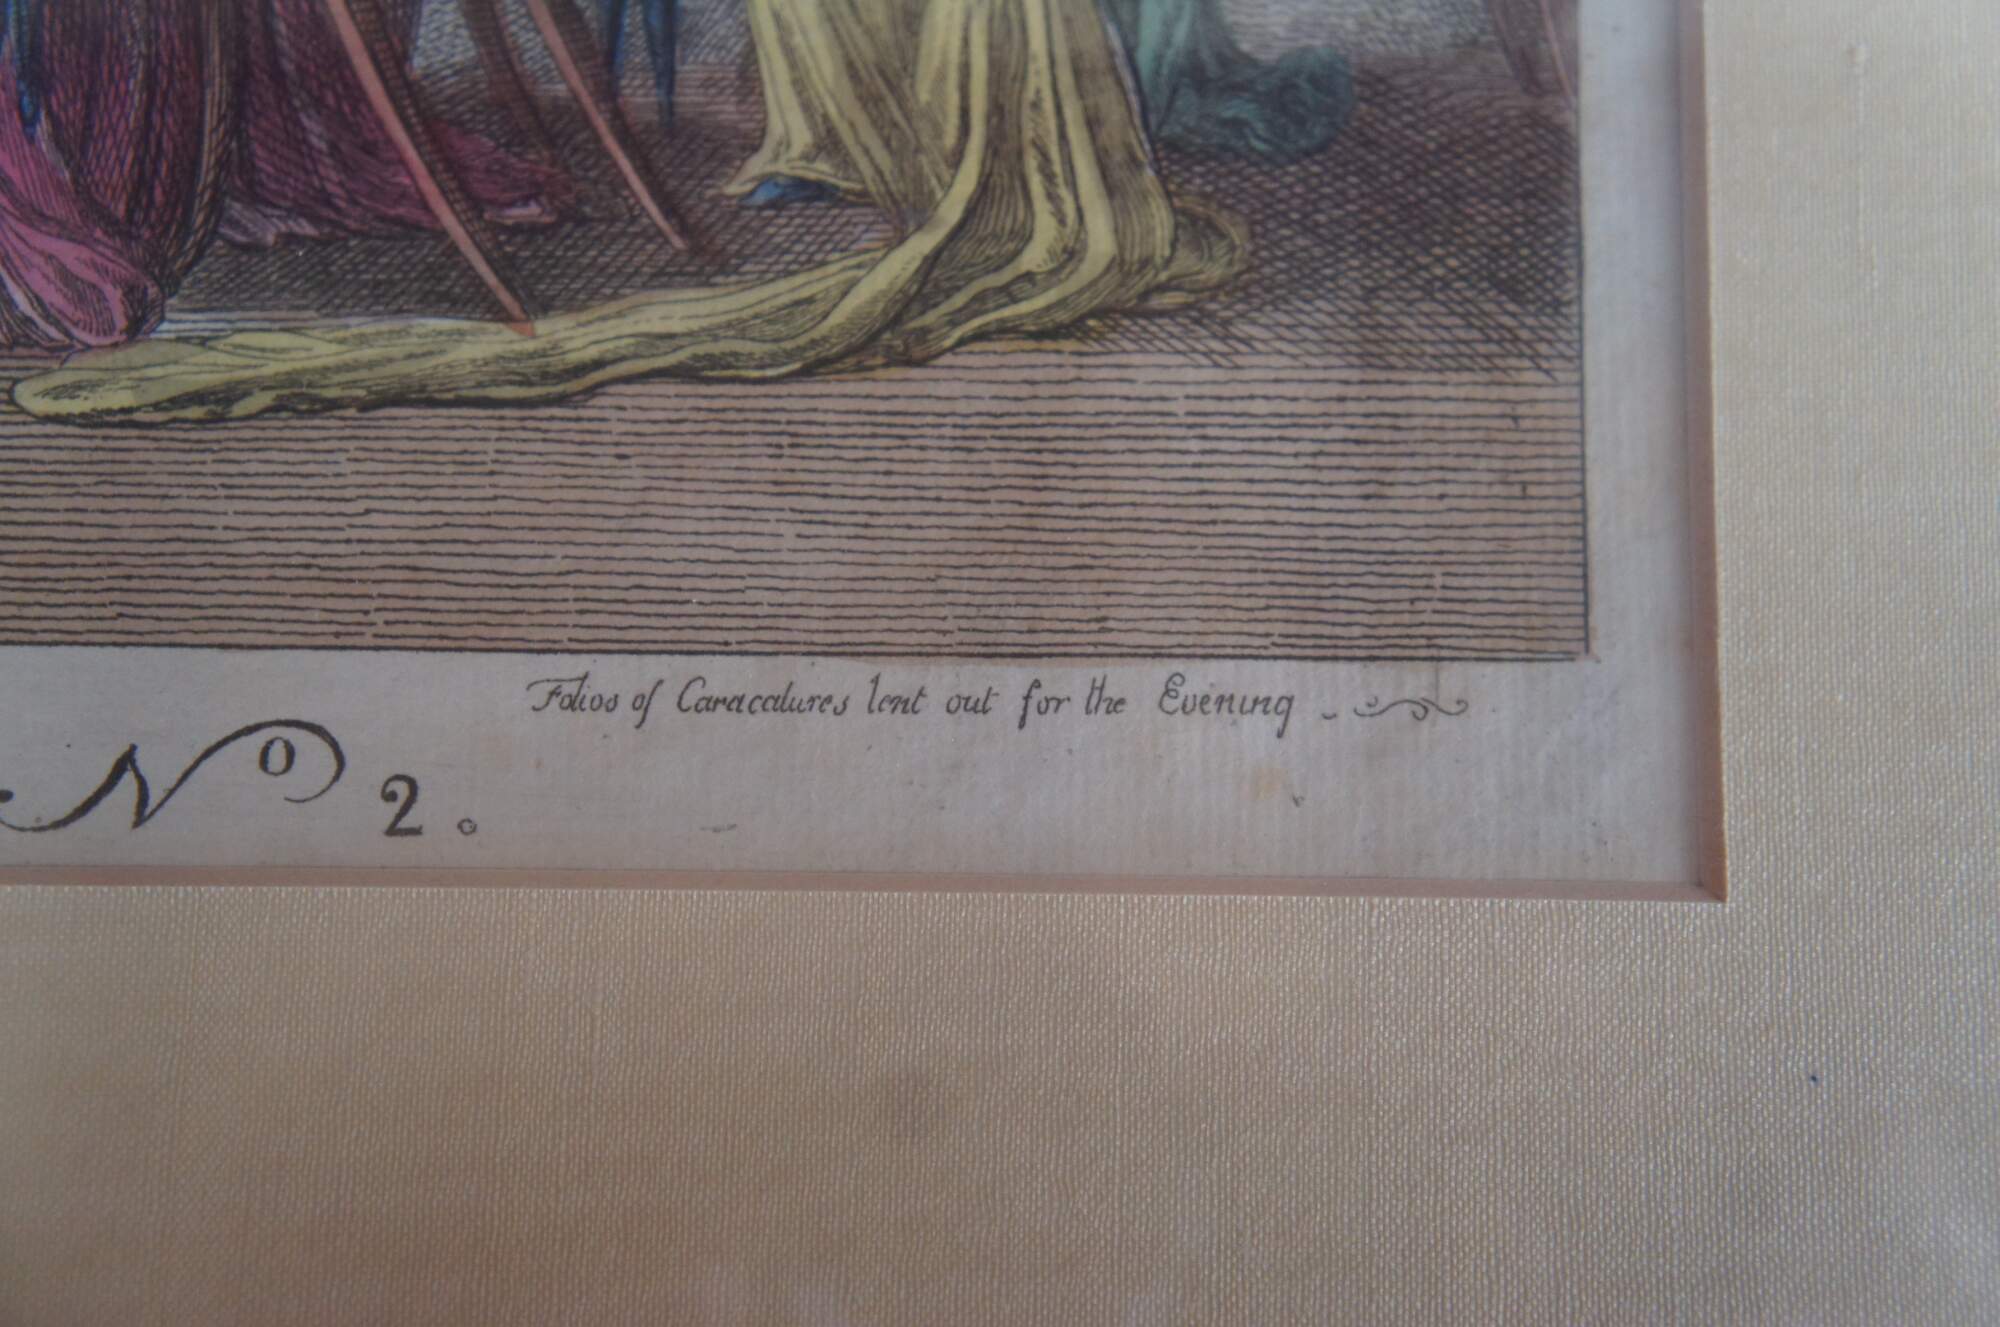 Folios of Caracatures lent out for the Evening
Nº 2.